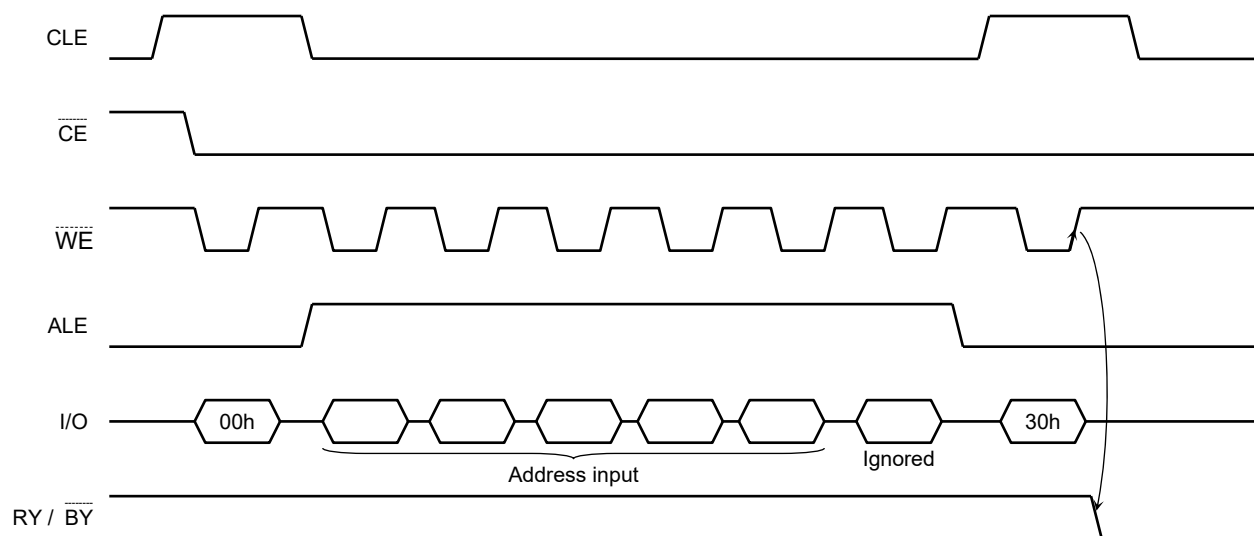 CLE
CE
WE
ALE
I/O 00h 30h
Ignored
Address input
RY / BY